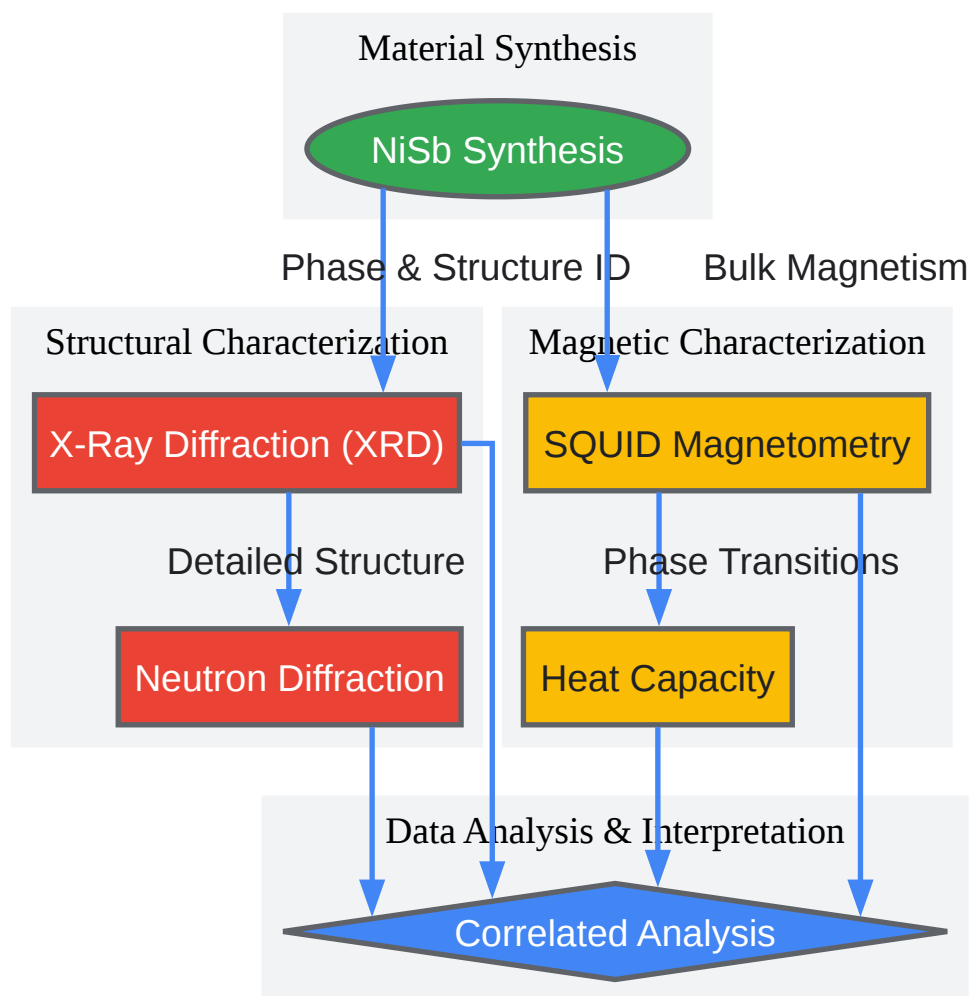 Material Synthesis
NiSb Synthesis
Phase & Structure ID
Bulk Magnetism
Structural Characterization
Magnetic Characterization
X-Ray Diffraction (XRD)
SQUID Magnetometry
Detailed Structure
Phase Transitions
Neutron Diffraction
Heat Capacity
Data Analysis & Interpretation
Correlated Analysis